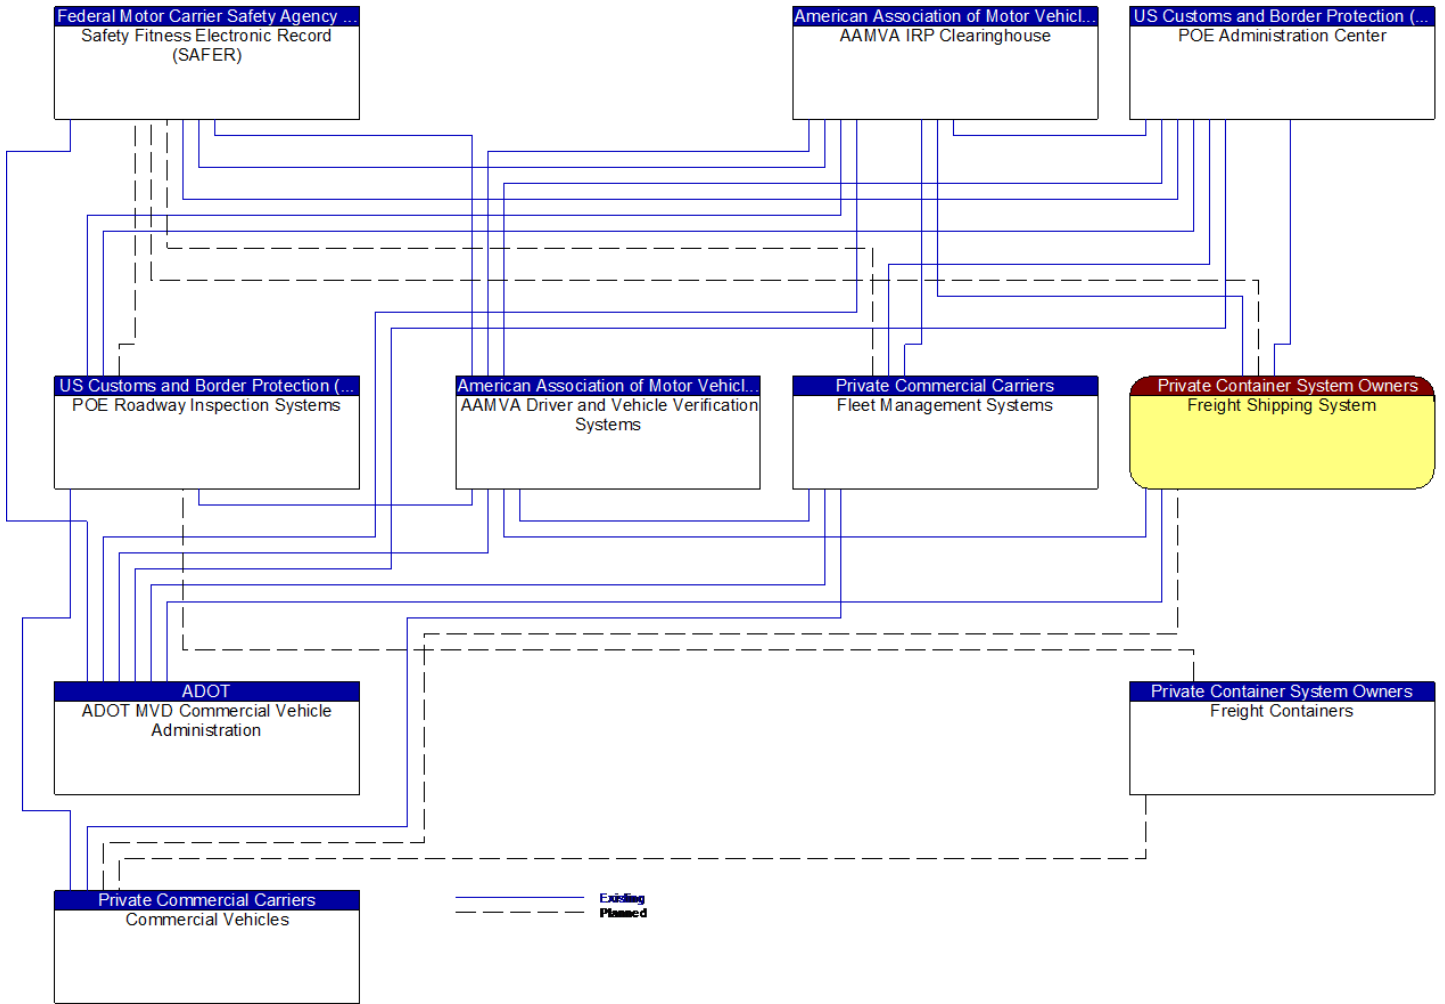 Federal Motor Carrier Safety Agency ...
Safety Fitness Electronic Record
(SAFER)
American Association of Motor Vehicl...
AAMVA IRP Clearinghouse
US Customs and Border Protection (...
POE Administration Center
US Customs and Border Protection (...
POE Roadway Inspection Systems
American Association of Motor Vehicl...
AAMVA Driver and Vehicle Verification
Systems
Private Commercial Carriers
Fleet Management Systems
Private Container System Owners
Freight Shipping System
ADOT
ADOT MVD Commercial Vehicle
Administration
Private Container System Owners
Freight Containers
Private Commercial Carriers
Commercial Vehicles
Existing
Planned